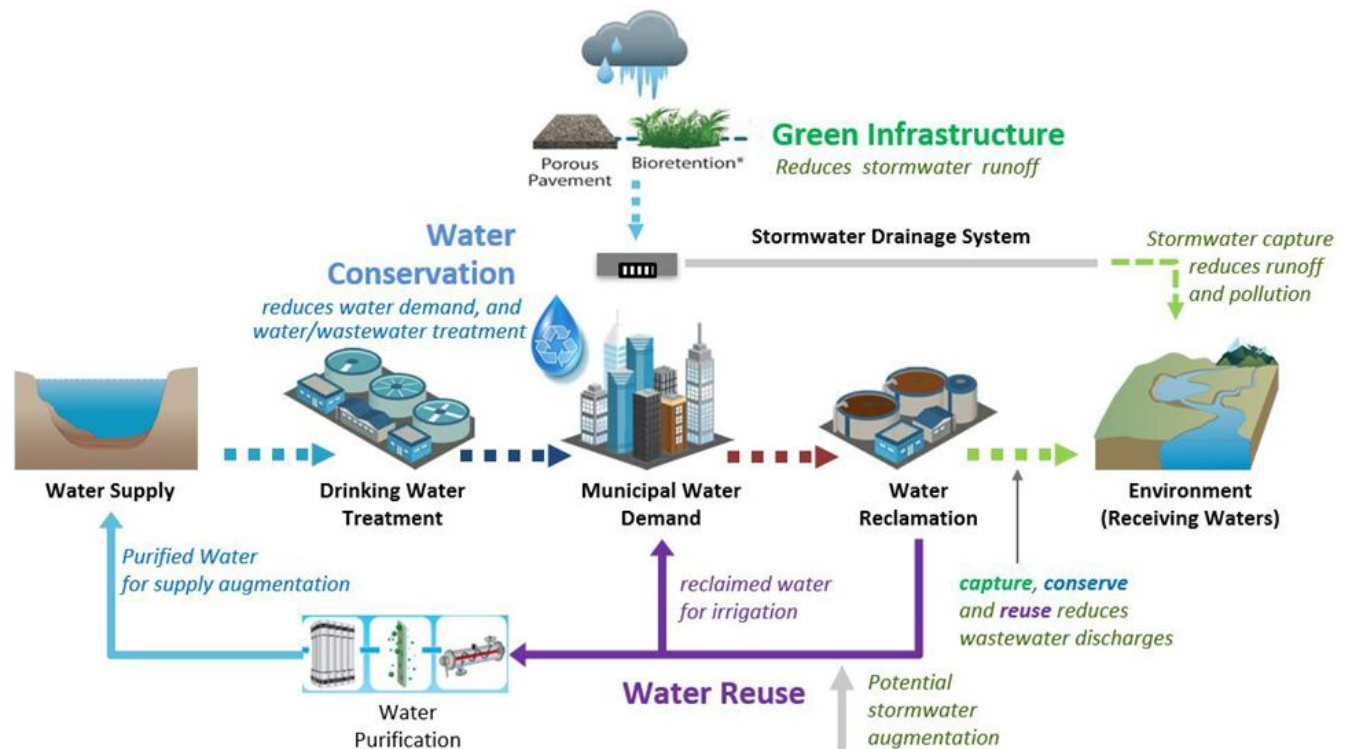 Porous
Pavement
Bioretention*
Green Infrastructure
Reduces stormwater runoff
Water
Conservation
reduces water demand, and
water/wastewater treatment
Stormwater Drainage System
Stormwater capture
reduces runoff
and pollution
Water Supply
Drinking Water
Treatment
Municipal Water
Demand
Water
Reclamation
Environment
(Receiving Waters)
Purified Water
for supply augmentation
reclaimed water
for irrigation
capture, conserve
and reuse reduces
wastewater discharges
Water Reuse
Water
Purification
Potential
stormwater
augmentation